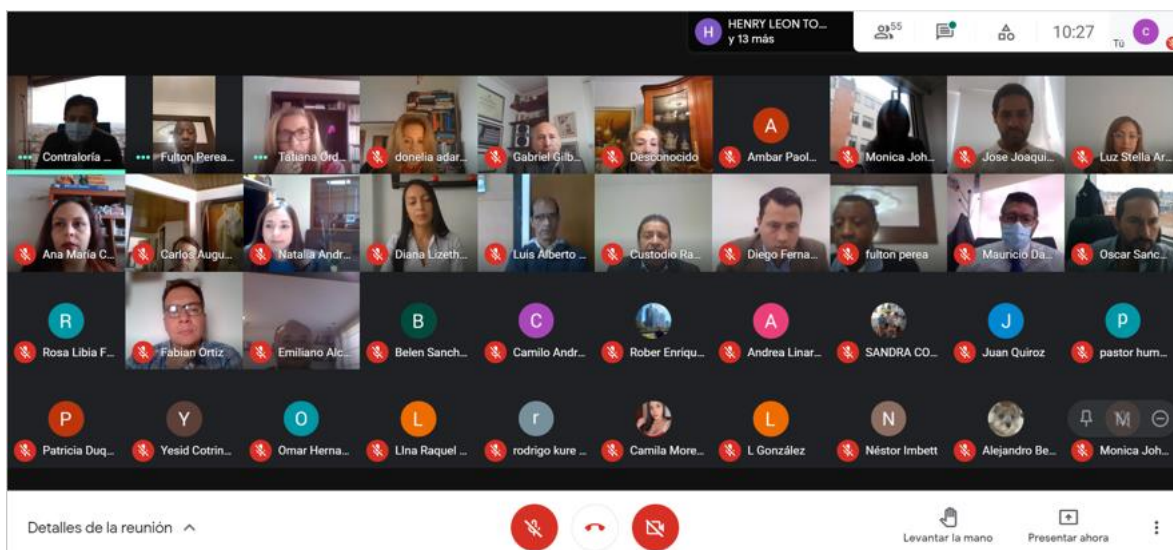 H
HENRY LEON TO...
y 13 más
55
10:27
Tú
C
Contraloría ...
Fulton Perea...
Tatiana Ord...
donelia adar...
Gabriel Gilb...
Desconocido
A
Ambar Paol...
Monica Joh...
Jose Joaqui...
Luz Stella Ar...
Ana María C...
Carlos Augu...
Natalia Andr...
Diana Lizeth...
Luis Alberto ...
Custodio Ra...
Diego Ferna...
fulton perea
Mauricio Da...
Oscar Sanc...
R
Rosa Libia F...
Fabian Ortiz
Emiliano Alc...
B
Belen Sanch...
C
Camilo Andr...
Rober Enriqu...
A
Andrea Linar...
SANDRA CO...
J
Juan Quiroz
p
pastor hum...
P
Patricia Duq...
Y
Yesid Cotrin...
O
Omar Herna...
L
LIna Raquel ...
r
rodrigo kure ...
Camila More...
L
L González
N
Néstor Imbett
Alejandro Be...
M
Monica Joh...
Detalles de la reunión
Levantar la mano
Presentar ahora